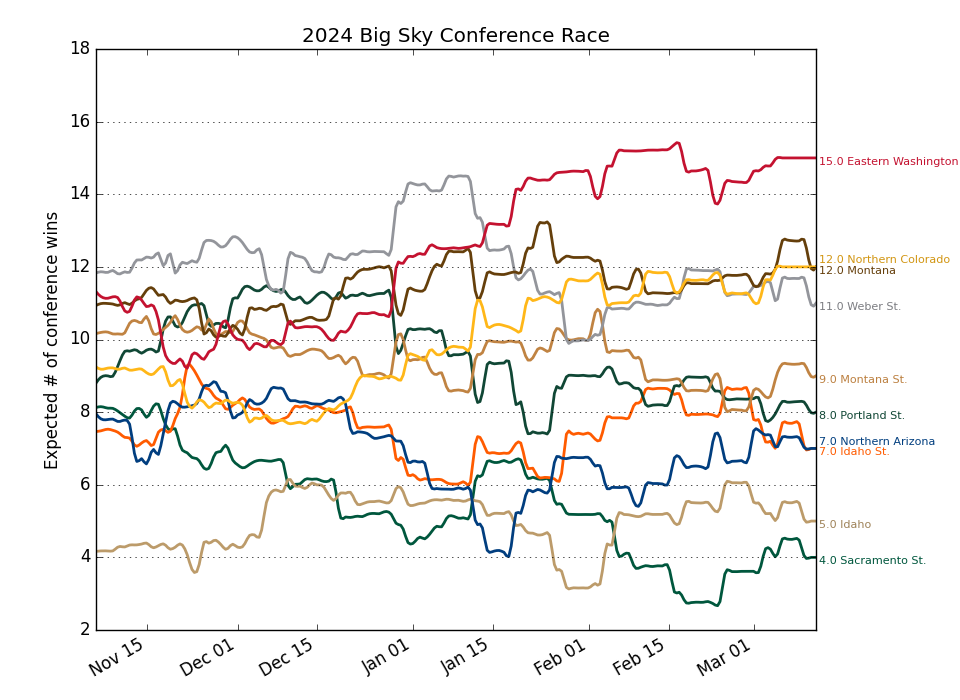 2024 Big Sky Conference Race
Expected # of conference wins
18
16
14
12
10
8
6
4
2
Nov 15
Dec 01
Dec 15
Jan 01
Jan 15
Feb 01
Feb 15
Mar 01
15.0 Eastern Washington
12.0 Northern Colorado
12.0 Montana
11.0 Weber St.
9.0 Montana St.
8.0 Portland St.
7.0 Northern Arizona
7.0 Idaho St.
5.0 Idaho
4.0 Sacramento St.